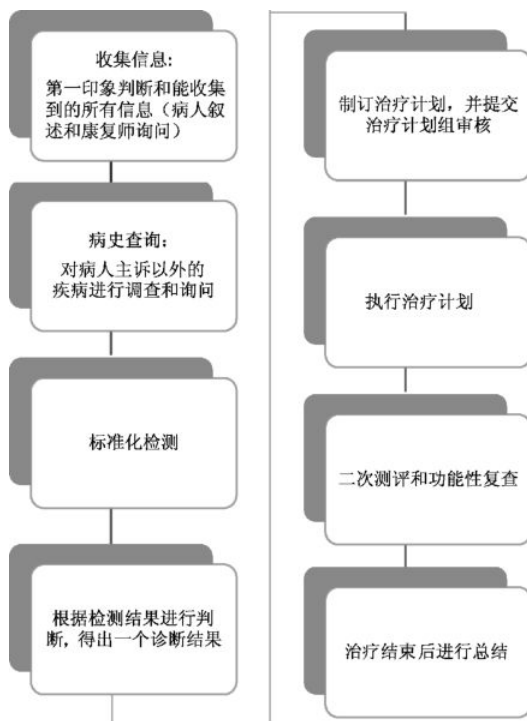 收集信息:
第一印象判断和能收集
到的所有信息（病人叙
述和康复师询问）
病史查询：
对病人主诉以外的
疾病进行调查和询问
标准化检测
根据检测结果进行判
断，得出一个诊断结果
制订治疗计划，并提交
治疗计划组审核
执行治疗计划
二次测评和功能性复查
治疗结束后进行总结